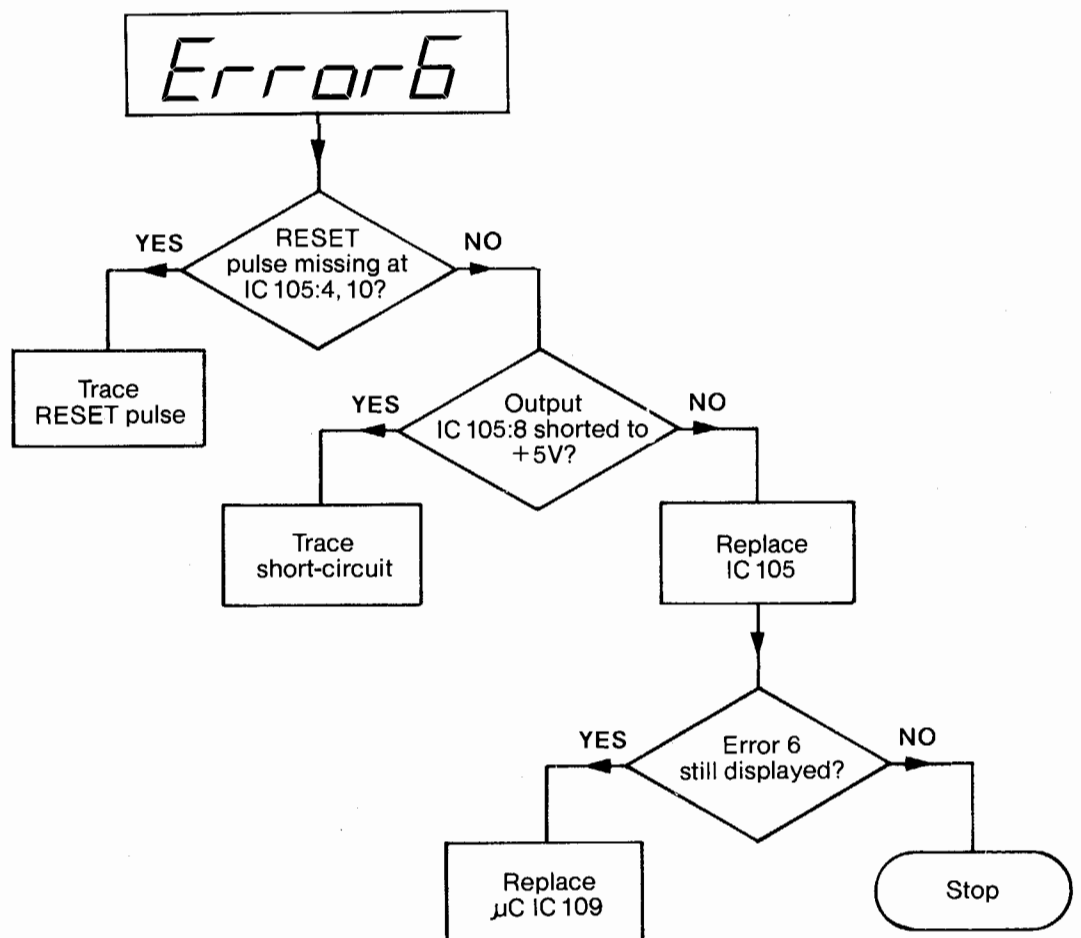 Error6
RESET
pulse missing at
IC 105:4, 10?
YES
NO
Trace
RESET pulse
Output
IC 105:8 shorted to
+5V?
YES
NO
Trace
short-circuit
Replace
IC 105
Error 6
still displayed?
YES
NO
Replace
µC IC 109
Stop